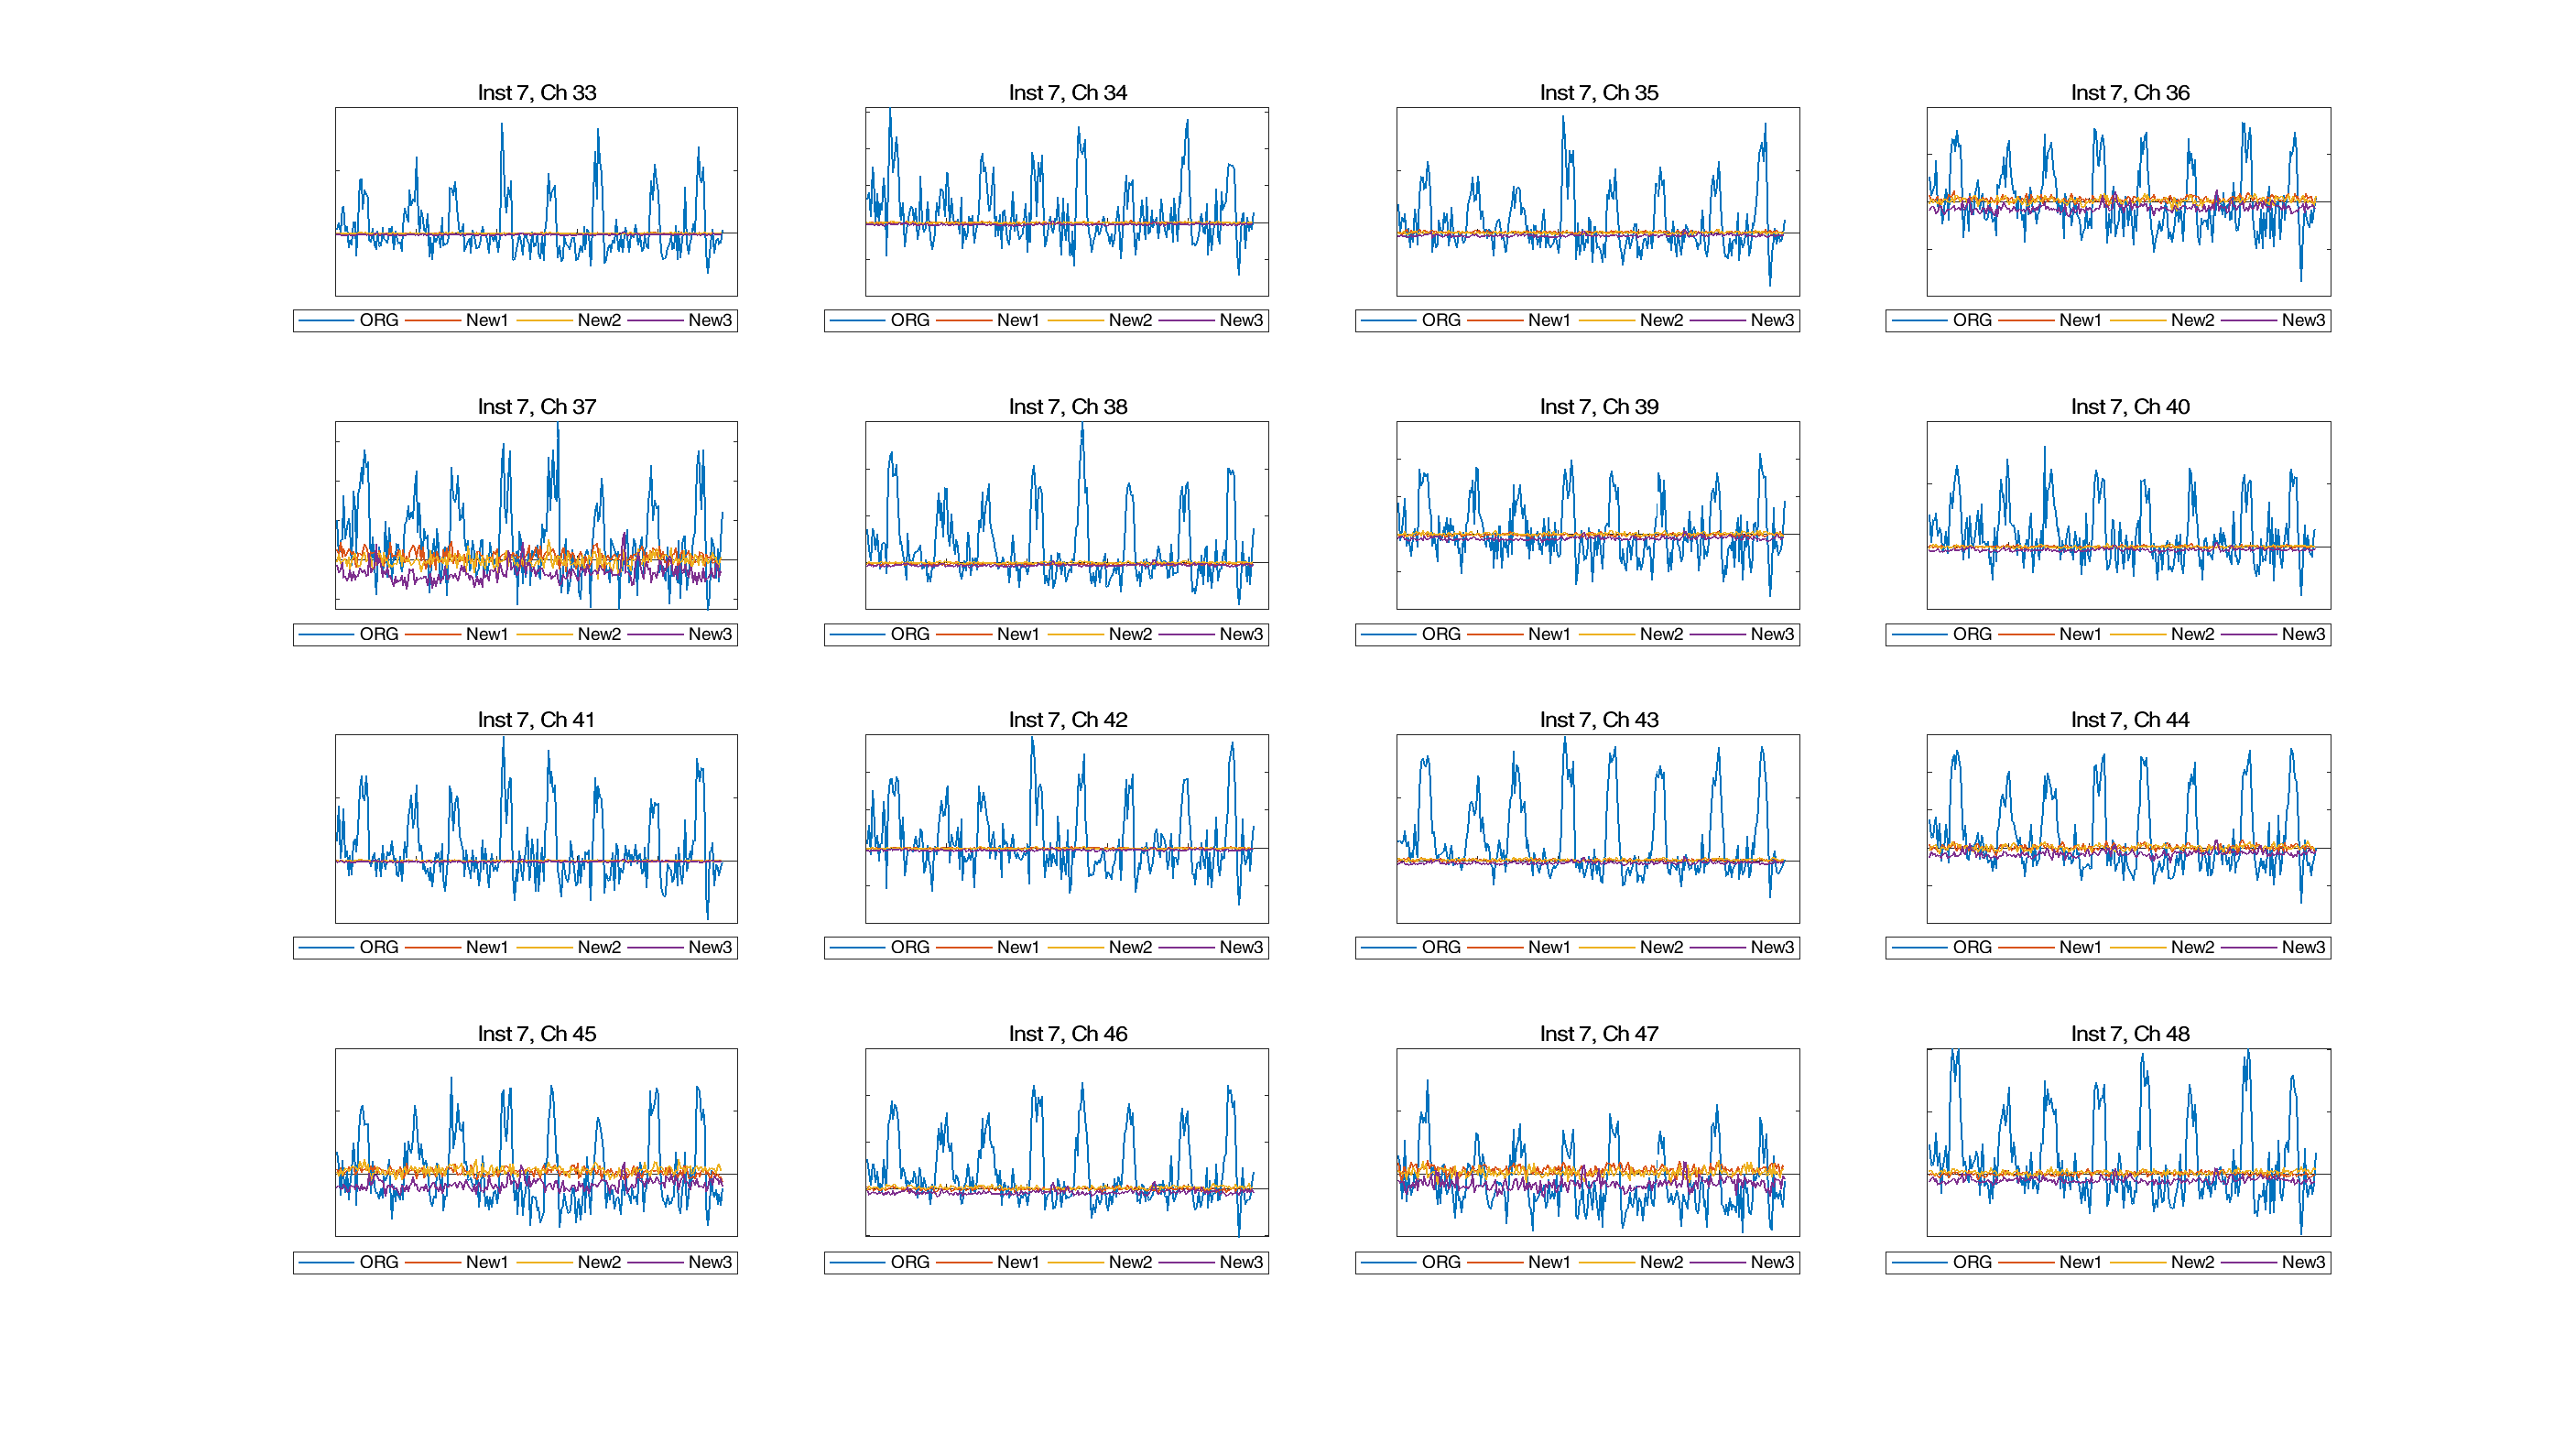 Inst 7, Ch 33
Inst 7, Ch 34
Inst 7, Ch 35
Inst 7, Ch 36
ORG New1 New2 New3
ORG New1 New2 New3
ORG New1 New2 New3
ORG New1 New2 New3
Inst 7, Ch 37
Inst 7, Ch 38
Inst 7, Ch 39
Inst 7, Ch 40
ORG New1 New2 New3
ORG New1 New2 New3
ORG New1 New2 New3
ORG New1 New2 New3
Inst 7, Ch 41
Inst 7, Ch 42
Inst 7, Ch 43
Inst 7, Ch 44
ORG New1 New2 New3
ORG New1 New2 New3
ORG New1 New2 New3
ORG New1 New2 New3
Inst 7, Ch 45
Inst 7, Ch 46
Inst 7, Ch 47
Inst 7, Ch 48
ORG New1 New2 New3
ORG New1 New2 New3
ORG New1 New2 New3
ORG New1 New2 New3